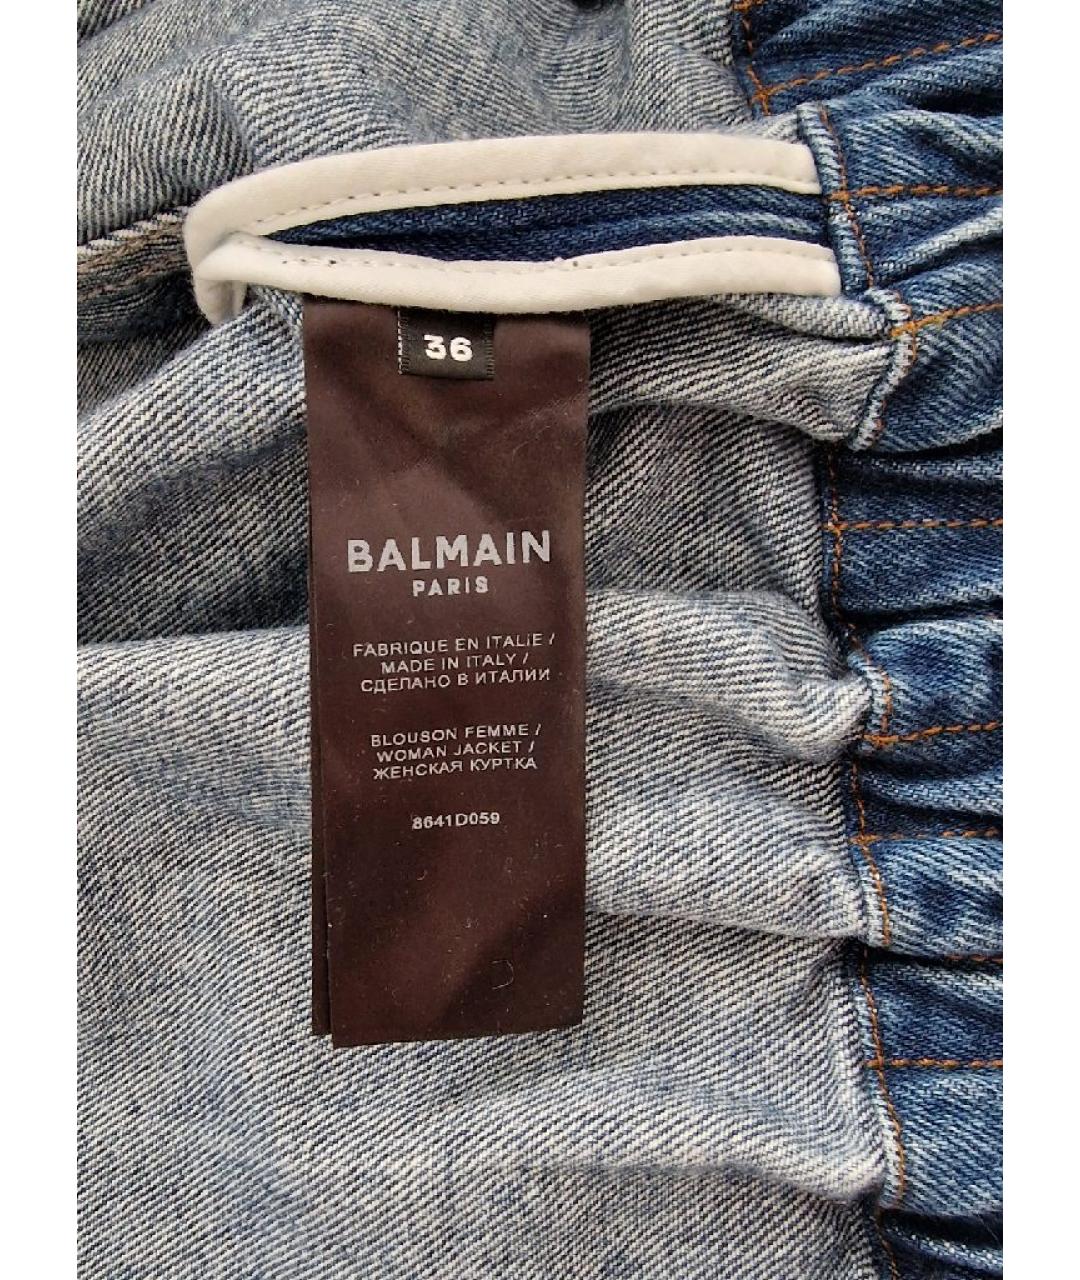 36
BALMAIN
PARIS
FABRIQUE EN ITALIE /
MADE IN ITALY /
СДЕЛАНО В ИТАЛИИ
BLOUSON FEMME /
WOMAN JACKET /
ЖЕНСКАЯ КУРТКА
8641D059